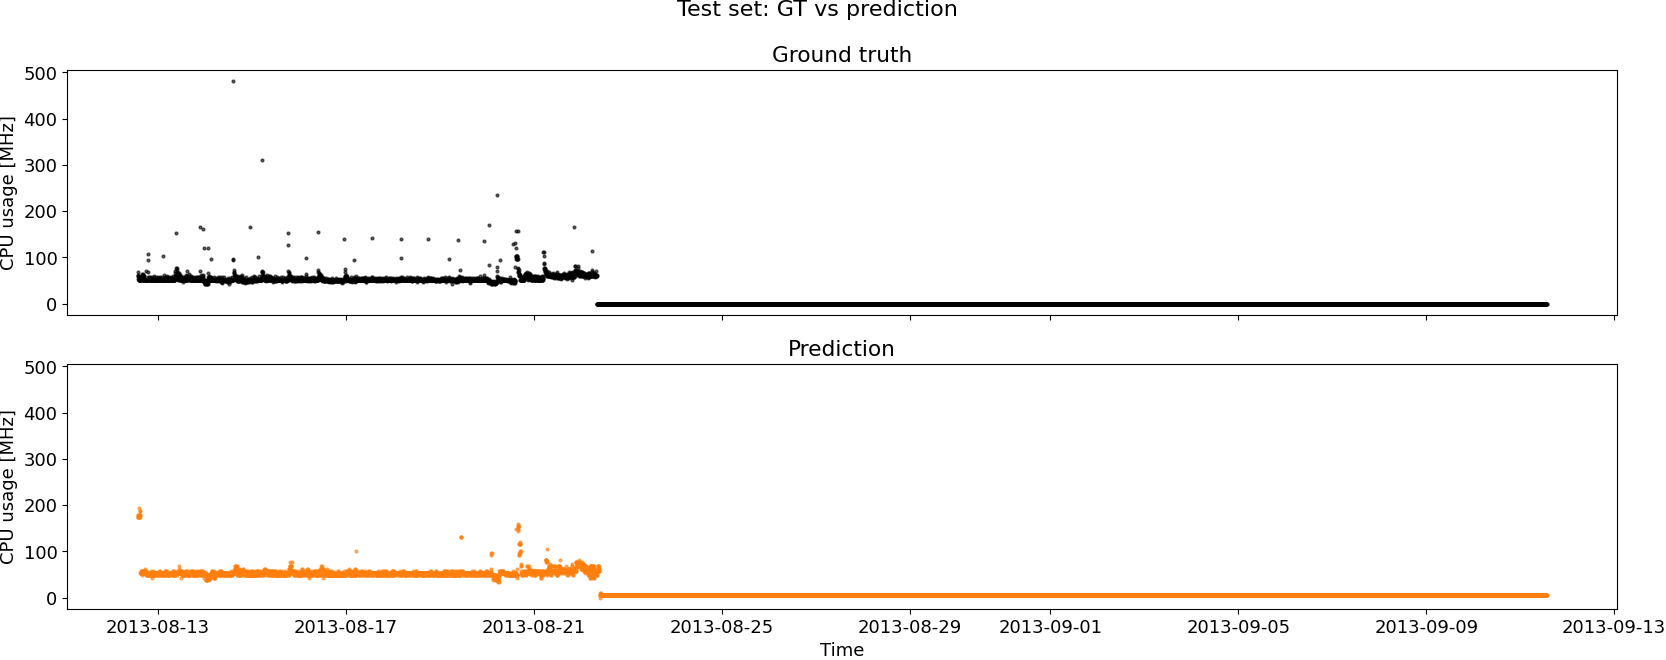 Test set: GT vs prediction
Ground truth
CPU usage [MHz]
500
400
300
200
100
0
Prediction
CPU usage [MHz]
500
400
300
200
100
0
2013-08-13 2013-08-17 2013-08-21 2013-08-25 2013-08-29 2013-09-01 2013-09-05 2013-09-09 2013-09-13
Time